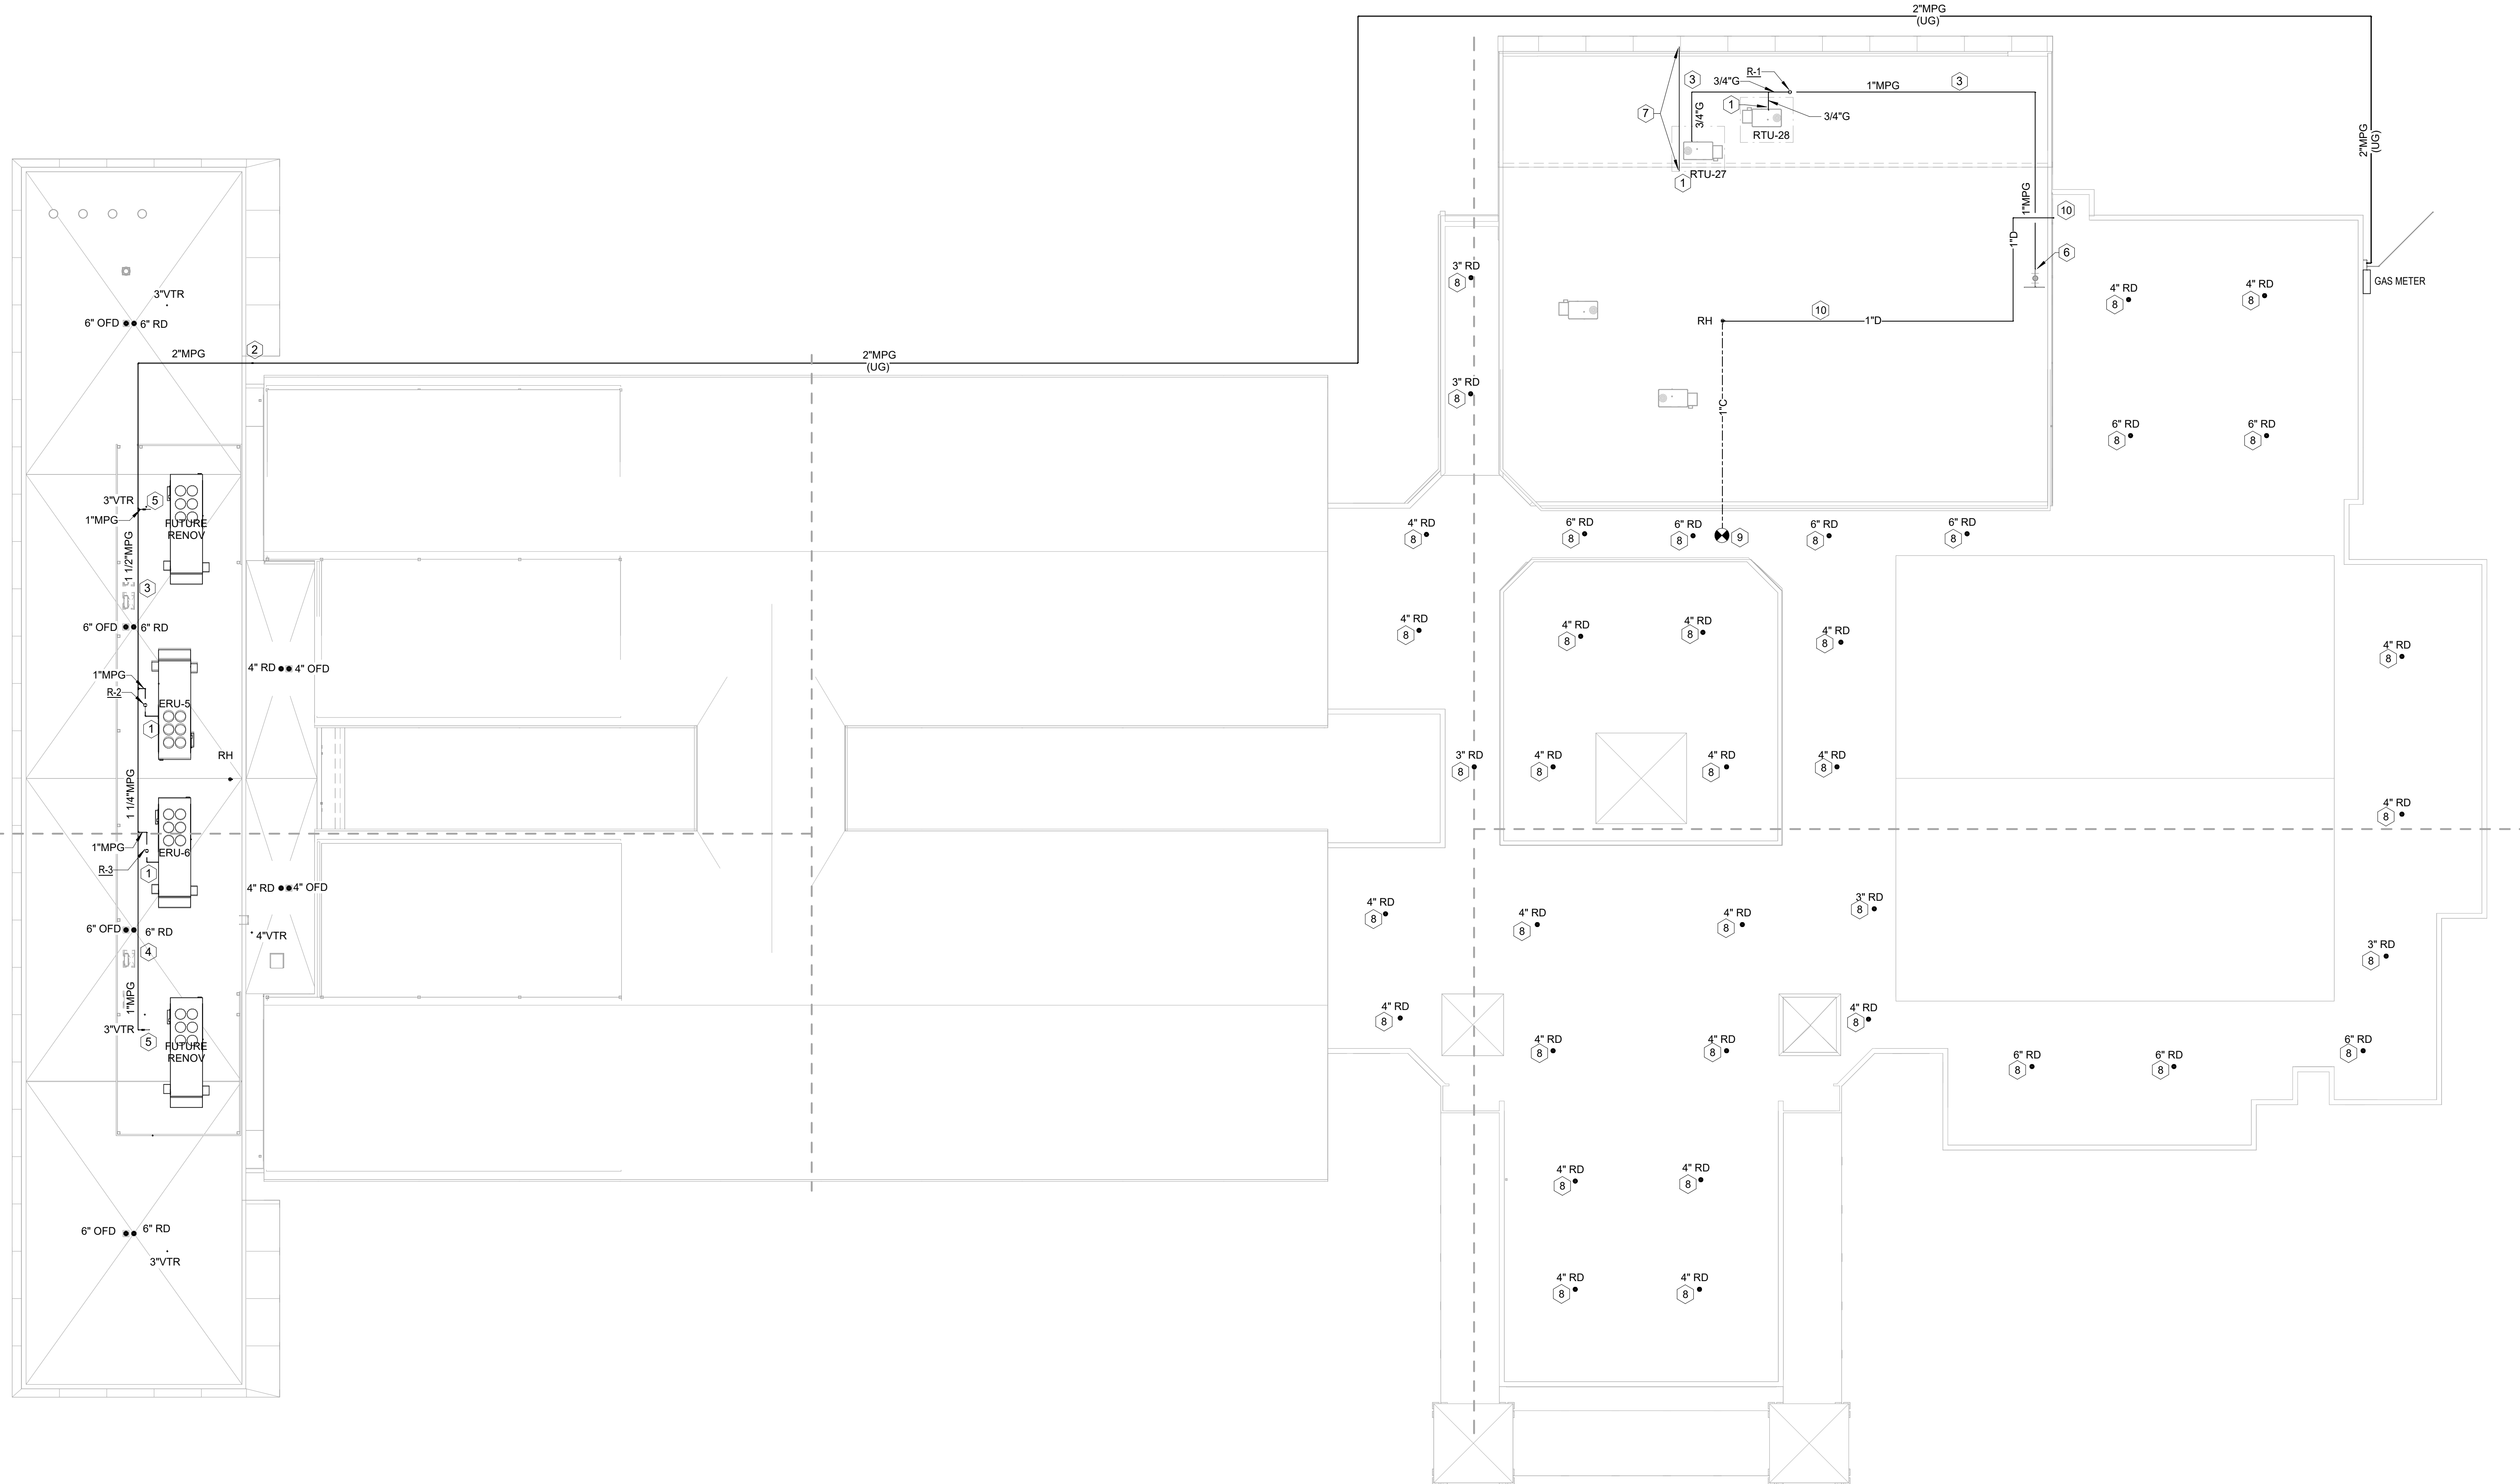 2"MPG
(UG)
R-1
3
3/4"G
1"MPG
3
7
3/4"G
1
3/4"G
RTU-28
2"MPG
(UG)
RTU-27
1
1"MPG
10
1"D
6
3" RD
8
GAS METER
4" RD
8
4" RD
8
3"VTR
6" OFD
6" RD
RH
10
1"D
2"MPG
2
2"MPG
(UG)
3" RD
8
1"C
6" RD
8
6" RD
8
3"VTR
5
1"MPG
FUTURE
RENOV
4" RD
8
6" RD
8
6" RD
8
9
6" RD
8
6" RD
8
1 1/2"MPG
3
6" OFD
6" RD
4" RD
8
4" RD
8
4" RD
8
4" RD
8
4" RD
8
4" RD
4" OFD
1"MPG
R-2
ERU-5
1
RH
3" RD
8
4" RD
8
4" RD
8
4" RD
8
1 1/4"MPG
4" RD
8
1"MPG
ERU-6
R-3
1
4" RD
4" OFD
4" RD
8
4" RD
8
4" RD
8
3" RD
8
6" OFD
6" RD
4"VTR
4
3" RD
8
1"MPG
4" RD
8
4" RD
8
3"VTR
5
FUTURE
RENOV
4" RD
8
4" RD
8
6" RD
8
6" RD
8
6" RD
8
4" RD
8
4" RD
8
6" OFD
6" RD
3"VTR
4" RD
8
4" RD
8